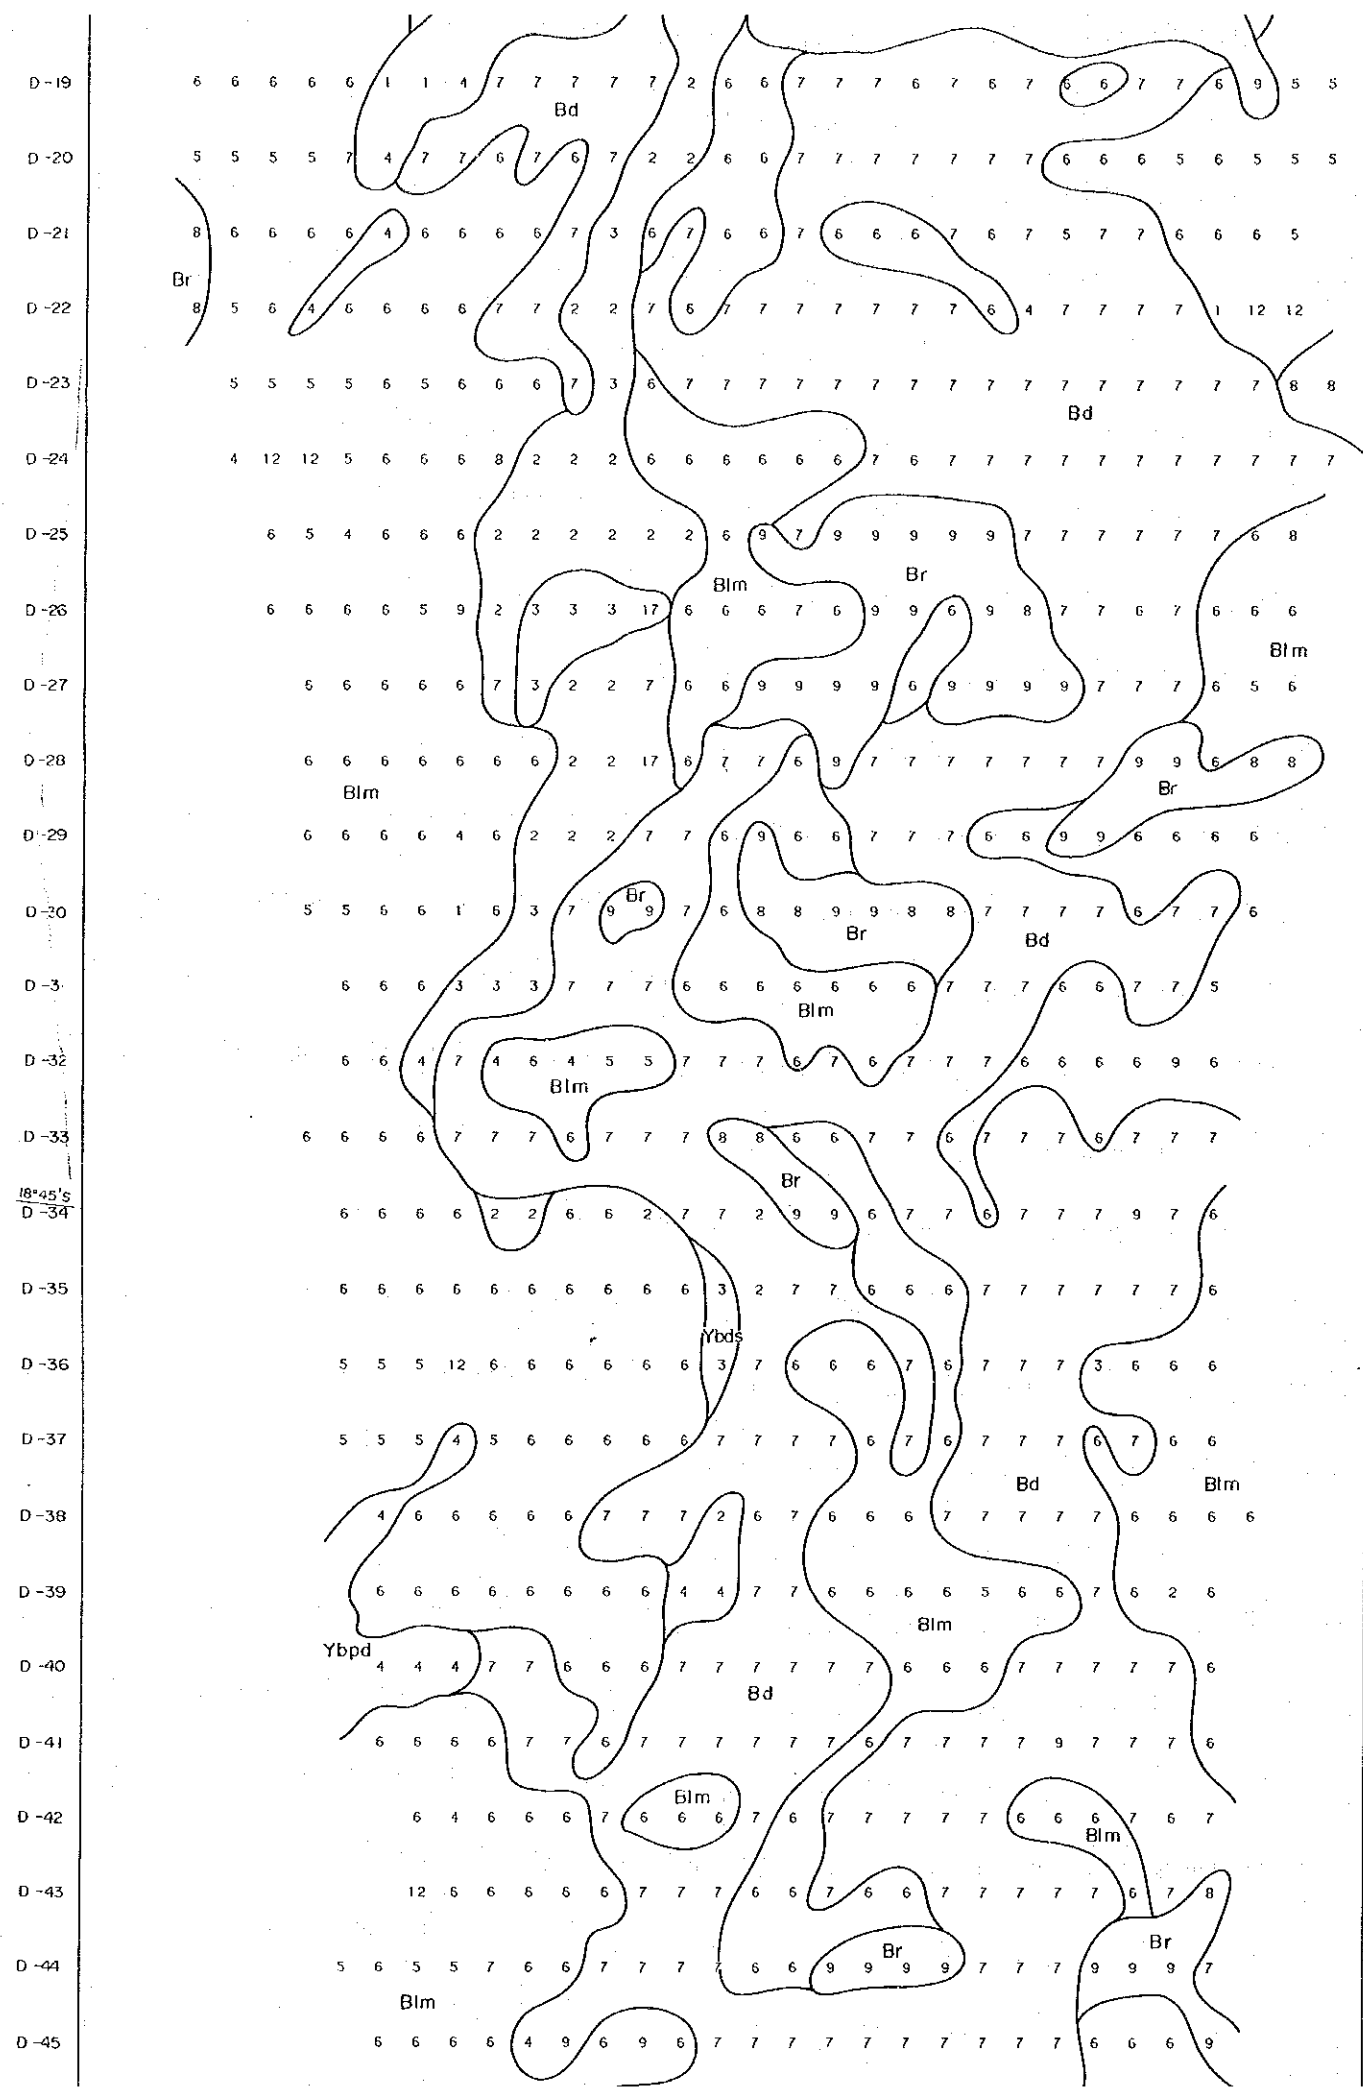 D-19 6 6 6 6 6 1 1 4 7 7 7 7 7 2 6 6 7 7 7 6 7 6 7 6 6 7 7 6 9 5 5
Bd
D-20 5 5 5 5 7 4 7 7 6 7 6 7 2 2 6 6 7 7 7 7 7 7 7 6 6 6 5 6 5 5 5
D-21 8 6 6 6 6 4 6 6 6 6 7 3 6 7 6 6 7 6 6 6 7 6 7 5 7 7 6 6 6 5
Br
D-22 8 5 6 4 6 6 6 6 7 7 2 2 7 6 7 7 7 7 7 7 7 6 4 7 7 7 7 1 12 12
D-23 5 5 5 5 6 5 6 6 6 7 3 6 7 7 7 7 7 7 7 7 7 7 7 7 7 7 7 7 8 8
Bd
D-24 4 12 12 5 6 6 6 8 2 2 2 6 6 6 6 6 6 7 6 7 7 7 7 7 7 7 7 7 7 7
D-25 6 5 4 6 6 6 2 2 2 2 2 2 6 9 7 9 9 9 9 9 7 7 7 7 7 7 6 8
Blm Br
D-26 6 6 6 6 5 9 2 3 3 3 17 6 6 6 7 6 9 9 6 9 8 7 7 6 7 6 6 6
Blm
D-27 6 6 6 6 6 7 3 2 2 7 6 6 9 9 9 9 6 9 9 9 9 7 7 7 6 5 6
D-28 6 6 6 6 6 6 6 2 2 17 6 7 7 6 9 7 7 7 7 7 7 7 9 9 6 8 8
Blm Br
D-29 6 6 6 6 4 6 2 2 2 7 7 6 9 6 6 7 7 7 6 6 9 9 6 6 6 6
Br
D-30 5 5 6 6 1 6 3 7 9 9 7 6 8 8 9 9 8 8 7 7 7 7 6 7 7 6
Br Bd
D-3 6 6 6 3 3 3 7 7 7 6 6 6 6 6 6 6 7 7 7 6 6 7 7 5
Blm
D-32 6 6 4 7 4 6 4 5 5 7 7 7 6 7 6 7 7 7 6 6 6 6 9 6
Blm
D-33 6 6 6 6 7 7 7 6 7 7 7 8 8 6 6 7 7 6 7 7 7 6 7 7 7
Br
18°45's
D-34 6 6 6 6 2 2 6 6 2 7 7 2 9 9 6 7 7 6 7 7 7 9 7 6
D-35 6 6 6 6 6 6 6 6 6 6 3 2 7 7 6 6 6 7 7 7 7 7 7 6
Ybds
D-36 5 5 5 12 6 6 6 6 6 6 3 7 6 6 6 7 6 7 7 7 3 6 6 6
D-37 5 5 5 4 5 6 6 6 6 6 7 7 7 7 6 7 6 7 7 7 6 7 6 6
Bd Blm
D-38 4 6 6 6 6 6 7 7 7 2 6 7 6 6 6 7 7 7 7 7 6 6 6 6
D-39 6 6 6 6 6 6 6 6 4 4 7 7 6 6 6 6 5 6 6 7 6 2 6
Blm
Ybpd
D-40 4 4 4 7 7 6 6 6 7 7 7 7 7 7 6 6 6 7 7 7 7 7 6
Bd
D-41 6 6 6 6 7 7 6 7 7 7 7 7 7 6 7 7 7 7 9 7 7 7 6
Blm
D-42 6 4 6 6 6 7 6 6 6 7 6 7 7 7 7 7 6 6 6 7 6 7
Blm
D-43 12 6 6 6 6 6 7 7 7 6 6 7 6 6 7 7 7 7 7 6 7 8
Br Br
D-44 5 6 5 5 7 6 6 7 7 7 7 6 6 9 9 9 9 7 7 7 9 9 9 7
Blm
D-45 6 6 6 6 4 9 6 9 6 7 7 7 7 7 7 7 7 7 7 6 6 6 9